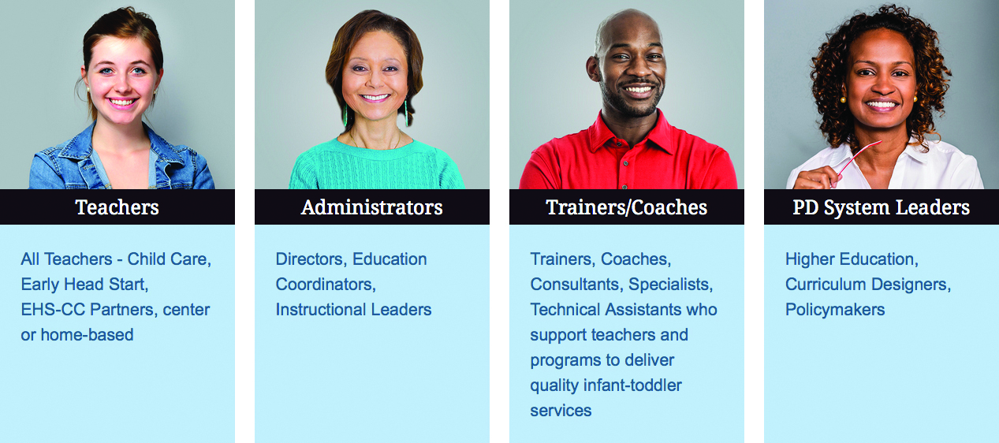 Teachers
All Teachers - Child Care,
Early Head Start,
EHS-CC Partners, center
or home-based
Administrators
Directors, Education
Coordinators,
Instructional Leaders
Trainers/Coaches
Trainers, Coaches,
Consultants, Specialists,
Technical Assistants who
support teachers and
programs to deliver
quality infant-toddler
services
PD System Leaders
Higher Education,
Curriculum Designers,
Policymakers